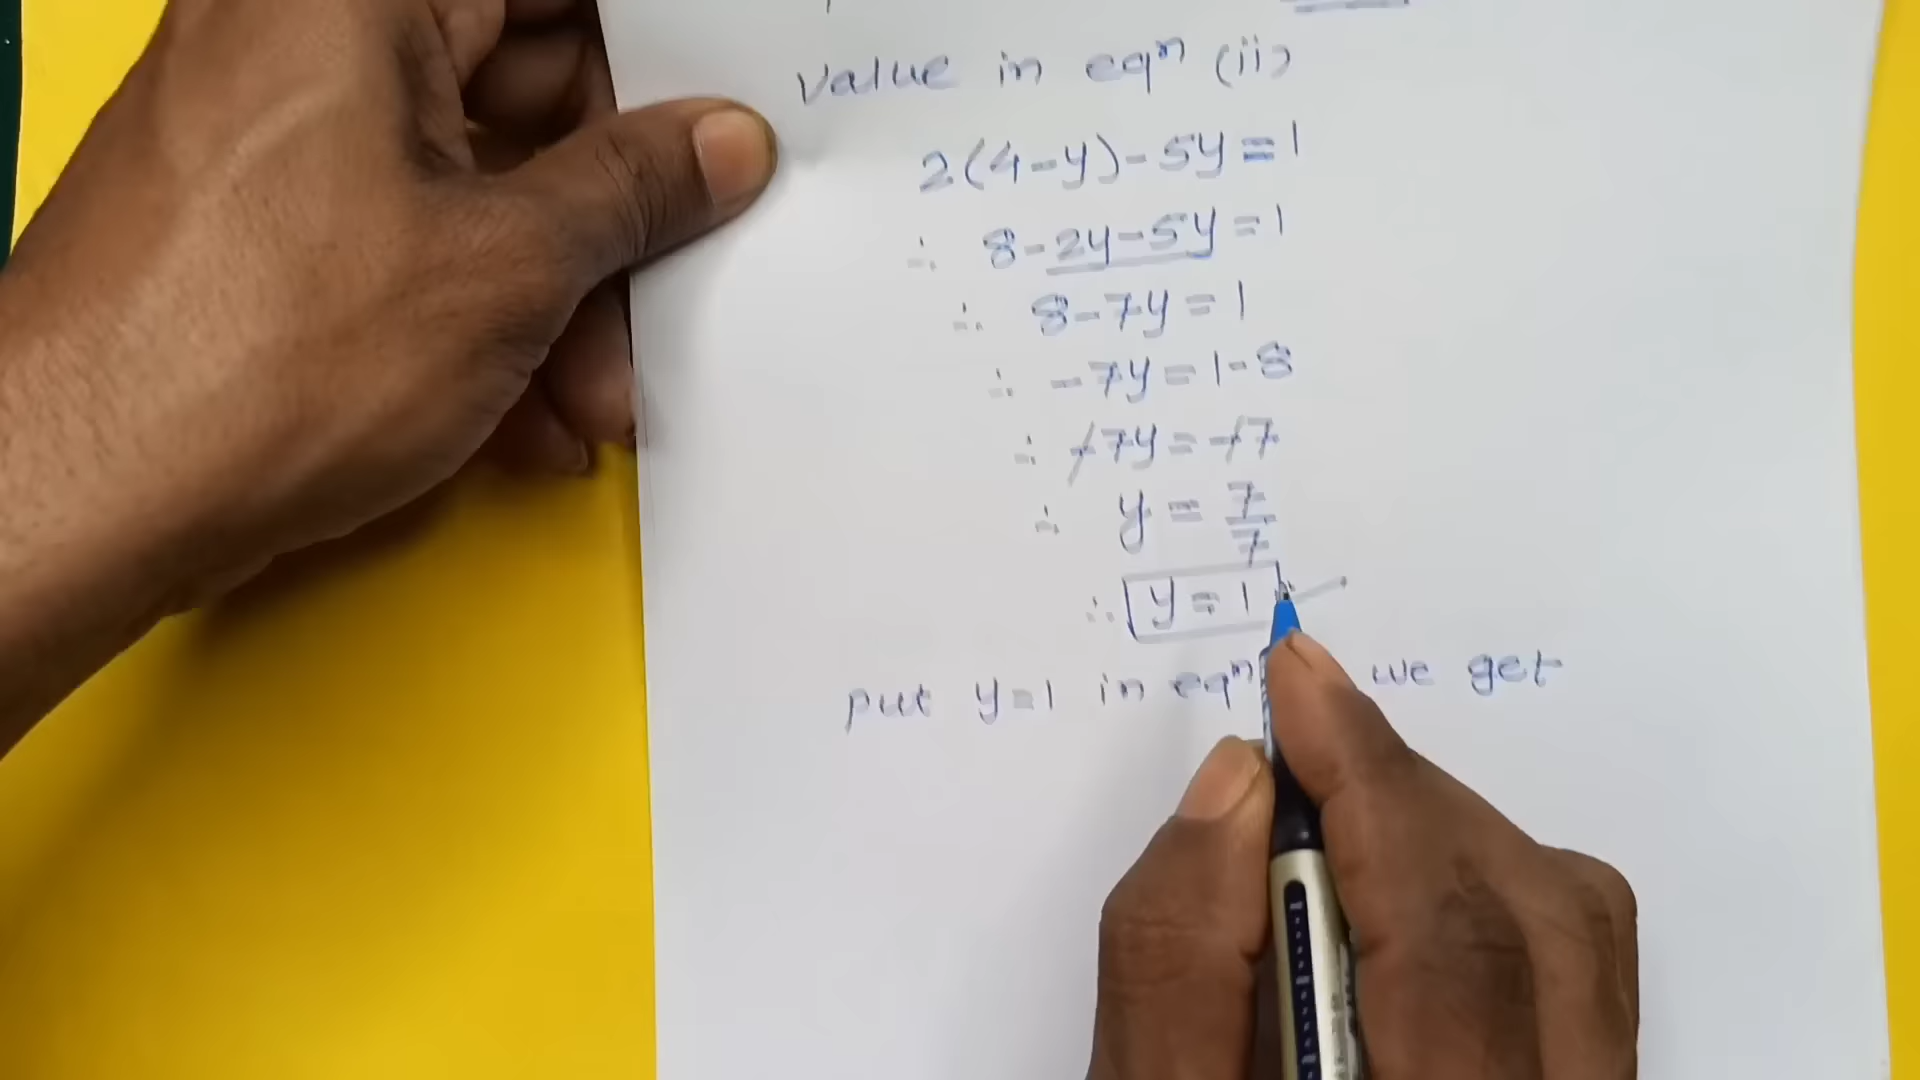 value in eqⁿ (ii)
2(4-y)-5y=1
∴ 8-2y-5y=1
∴ 8-7y=1
∴ -7y=1-8
∴ -7y=-7
∴ y = 7/7
∴ y=1
put y=1 in eqⁿ we get